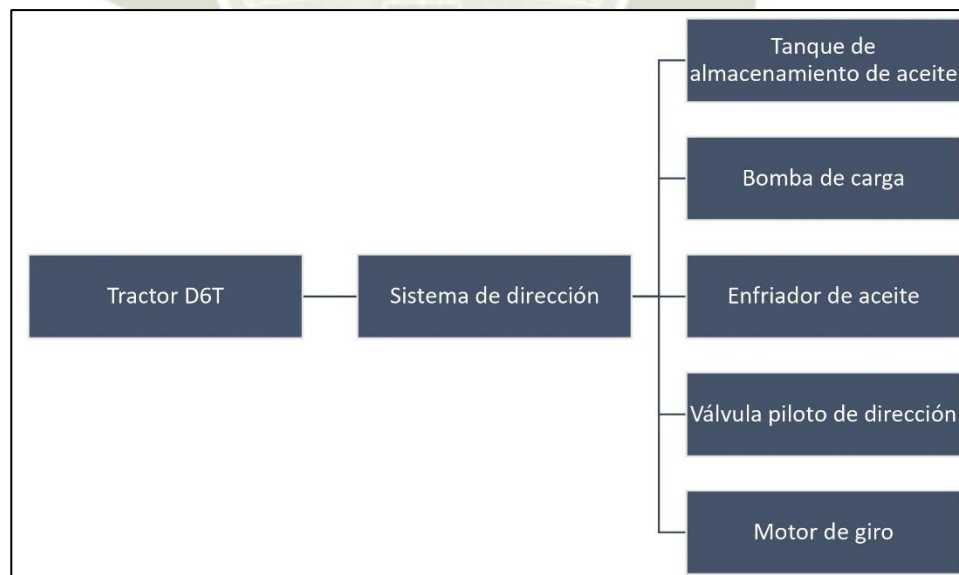 Tractor D6T
Sistema de dirección
Tanque de
almacenamiento de aceite
Bomba de carga
Enfriador de aceite
Válvula piloto de dirección
Motor de giro